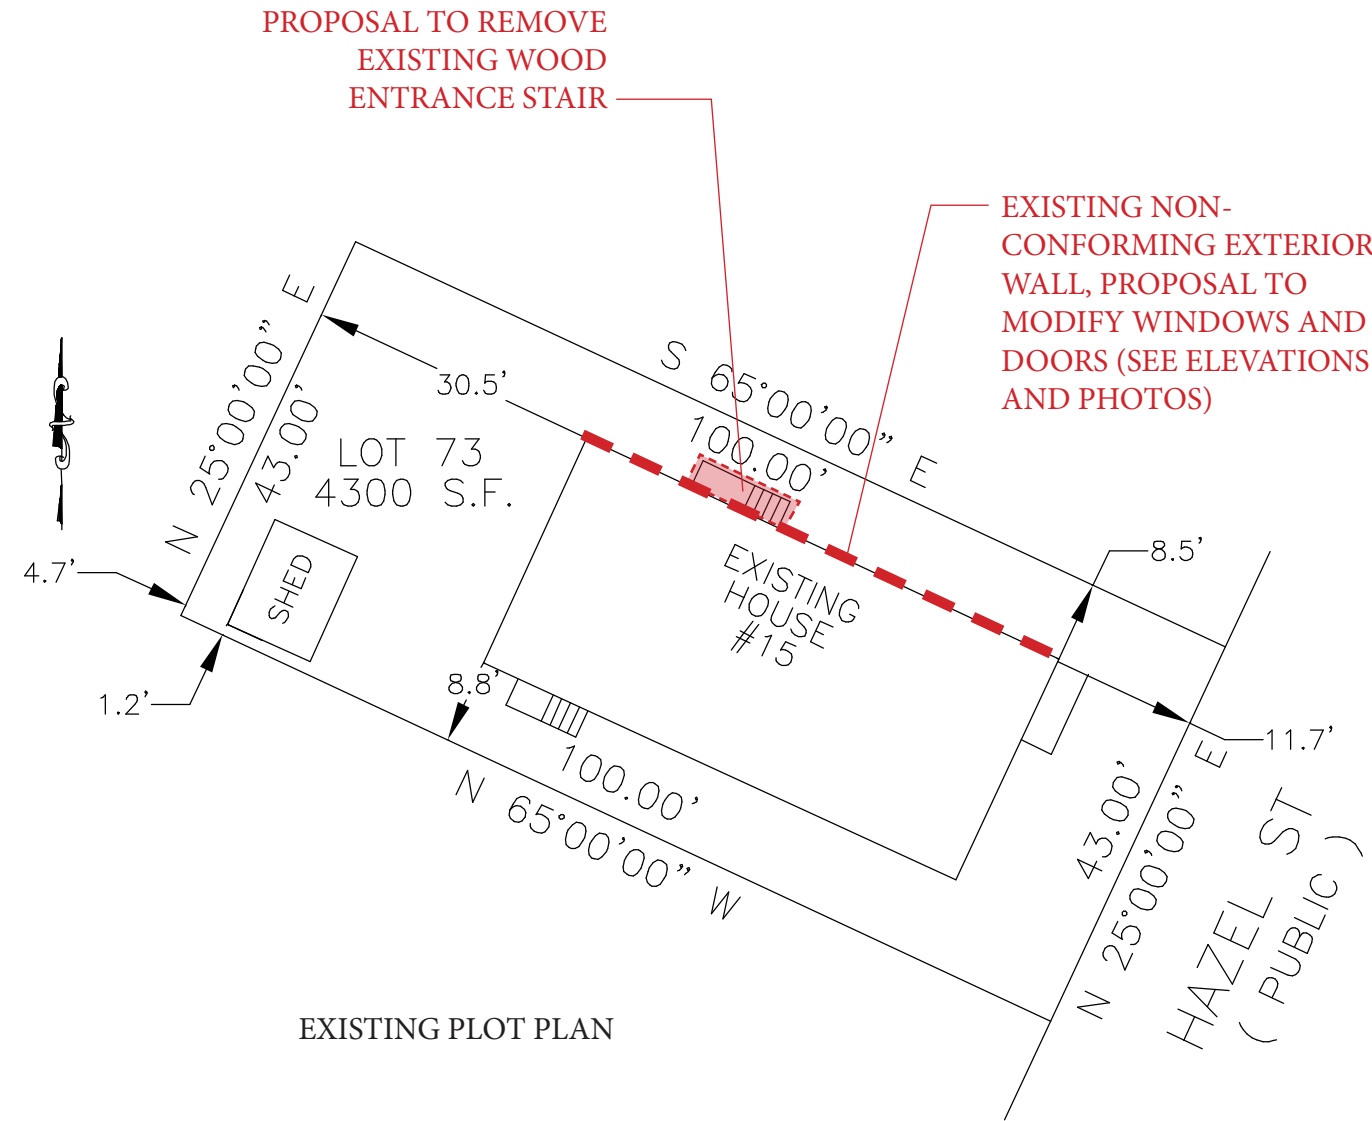 PROPOSAL TO REMOVE
EXISTING WOOD
ENTRANCE STAIR
EXISTING NON-
CONFORMING EXTERIOR
WALL, PROPOSAL TO
MODIFY WINDOWS AND
DOORS (SEE ELEVATIONS
AND PHOTOS)
N 25°00'00" E
43.00'
30.5'
S 65°00'00" E
100.00'
LOT 73
4300 S.F.
8.5'
4.7'
SHED
EXISTING
HOUSE
#15
1.2'
8.8'
11.7'
100.00'
N 65°00'00" W
43.00'
N 25°00'00" E
HAZEL ST
( PUBLIC )
EXISTING PLOT PLAN